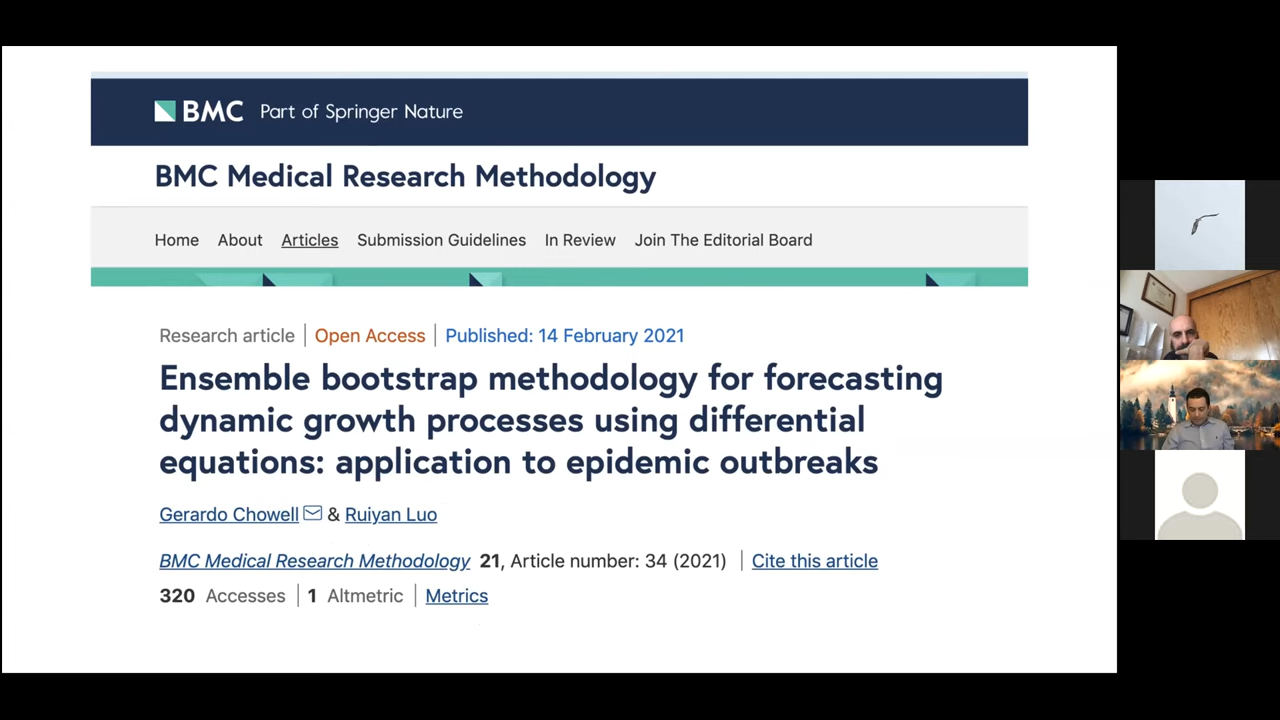 BMC Part of Springer Nature
BMC Medical Research Methodology
Home About Articles Submission Guidelines In Review Join The Editorial Board
Research article | Open Access | Published: 14 February 2021
Ensemble bootstrap methodology for forecasting
dynamic growth processes using differential
equations: application to epidemic outbreaks
Gerardo Chowell & Ruiyan Luo
BMC Medical Research Methodology 21, Article number: 34 (2021) | Cite this article
320 Accesses | 1 Altmetric | Metrics